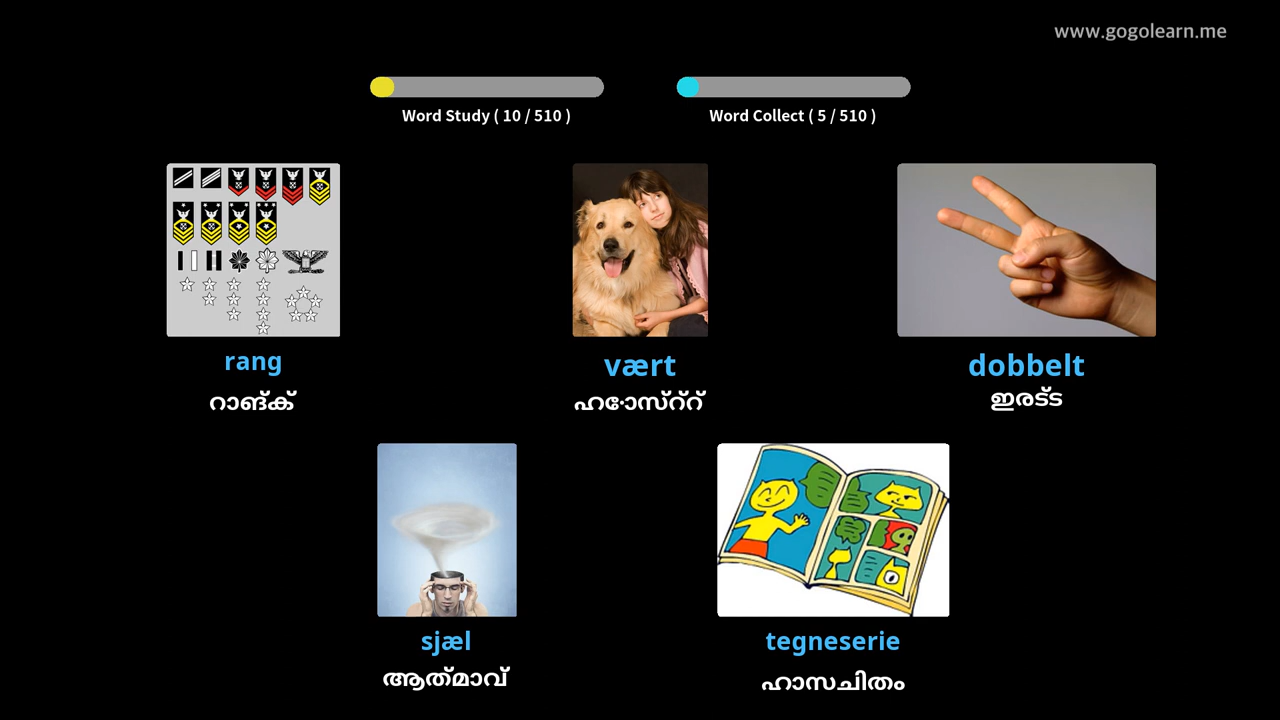 www.gogolearn.me
Word Study ( 10 / 510 )
Word Collect ( 5 / 510 )
rang
റാങ്ക്
vært
ഹോസ്റ്റ്
dobbelt
ഇരട്ട
sjæl
ആത്മാവ്
tegneserie
ഹാസചിതം